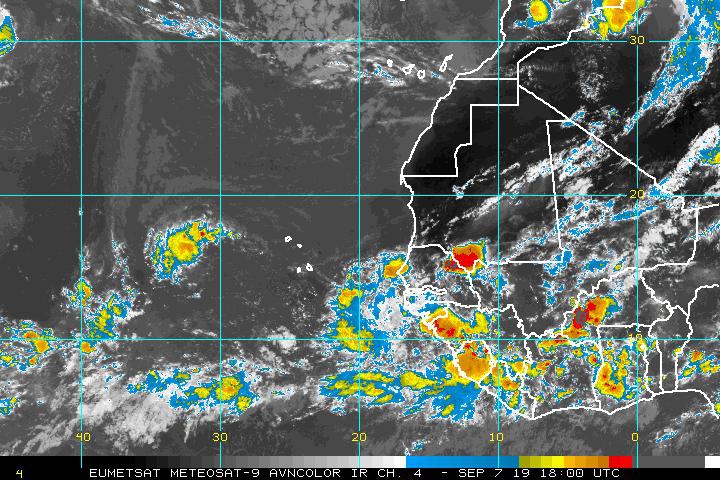 30
20
40 30 20 10 0
4 EUMETSAT METEOSAT-9 AVNCOLOR IR CH. 4 - SEP 7 19 18:00 UTC